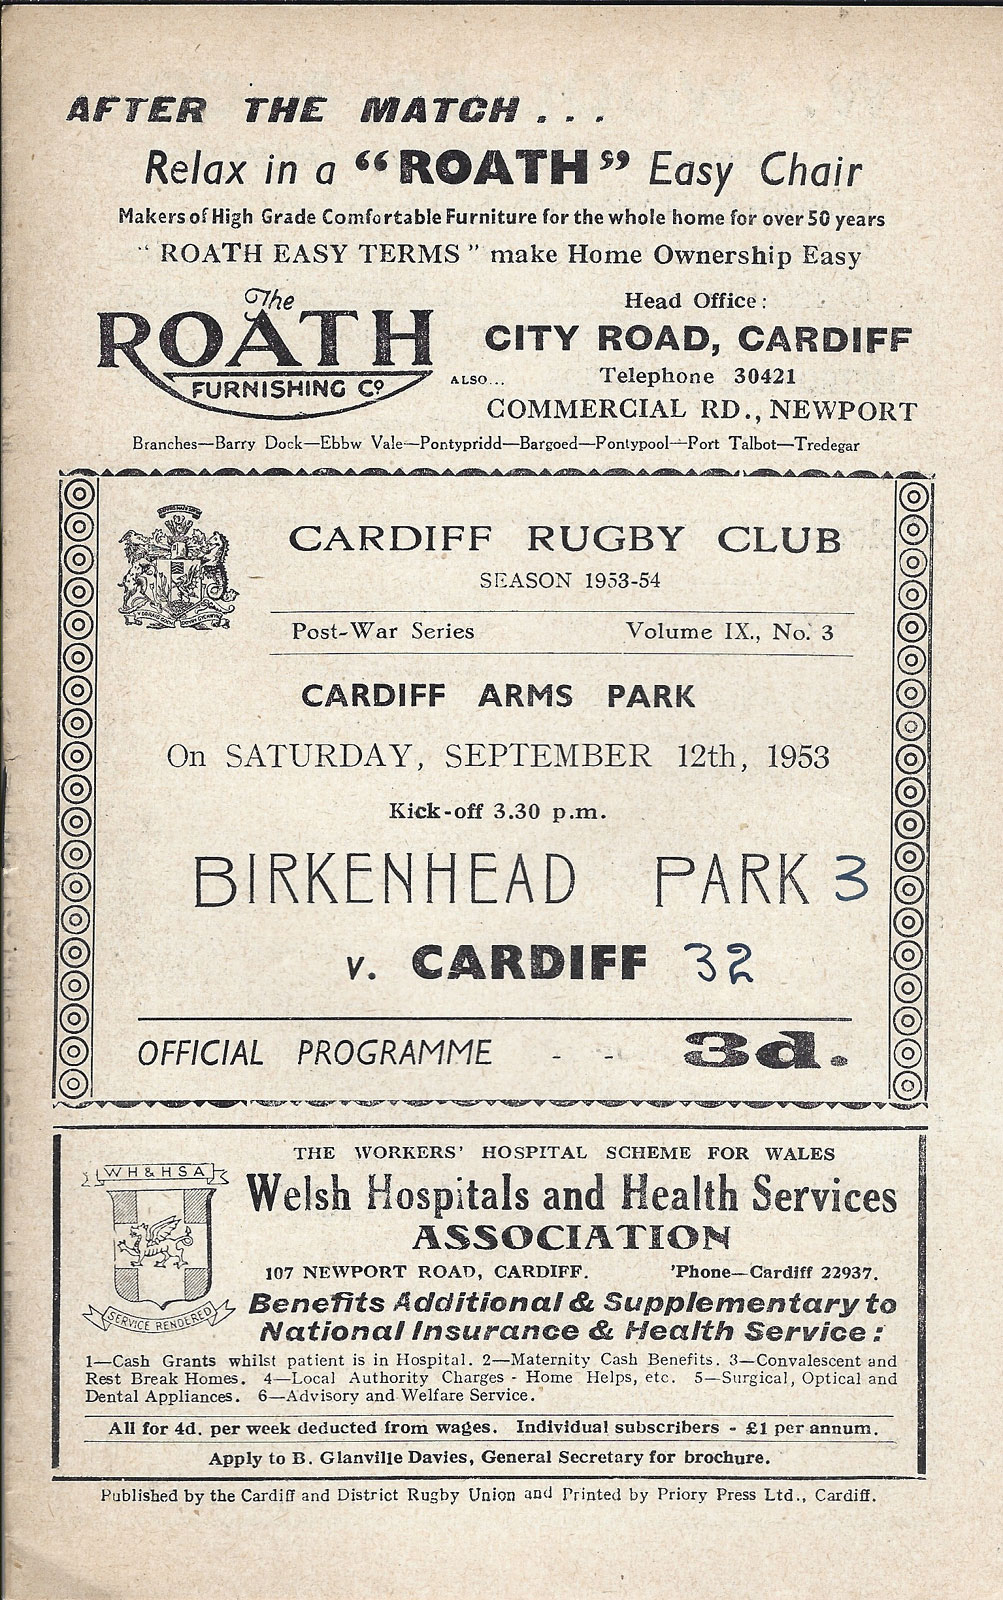 AFTER THE MATCH . . .
Relax in a "ROATH" Easy Chair
Makers of High Grade Comfortable Furniture for the whole home for over 50 years
"ROATH EASY TERMS" make Home Ownership Easy
The
ROATH
FURNISHING Cº
Head Office:
CITY ROAD, CARDIFF
Telephone 30421
ALSO...
COMMERCIAL RD., NEWPORT
Branches—Barry Dock—Ebbw Vale—Pontypridd—Bargoed—Pontypool—Port Talbot—Tredegar
CARDIFF RUGBY CLUB
SEASON 1953-54
Post-War Series Volume IX., No. 3
CARDIFF ARMS PARK
On SATURDAY, SEPTEMBER 12th, 1953
Kick-off 3.30 p.m.
BIRKENHEAD PARK 3
v. CARDIFF 32
OFFICIAL PROGRAMME - - 3d.
THE WORKERS' HOSPITAL SCHEME FOR WALES
WH&HSA
Welsh Hospitals and Health Services
ASSOCIATION
107 NEWPORT ROAD, CARDIFF. 'Phone—Cardiff 22937.
SERVICE RENDERED
Benefits Additional & Supplementary to
National Insurance & Health Service:
1—Cash Grants whilst patient is in Hospital. 2—Maternity Cash Benefits. 3—Convalescent and
Rest Break Homes. 4—Local Authority Charges - Home Helps, etc. 5—Surgical, Optical and
Dental Appliances. 6—Advisory and Welfare Service.
All for 4d. per week deducted from wages. Individual subscribers - £1 per annum.
Apply to B. Glanville Davies, General Secretary for brochure.
Published by the Cardiff and District Rugby Union and Printed by Priory Press Ltd., Cardiff.